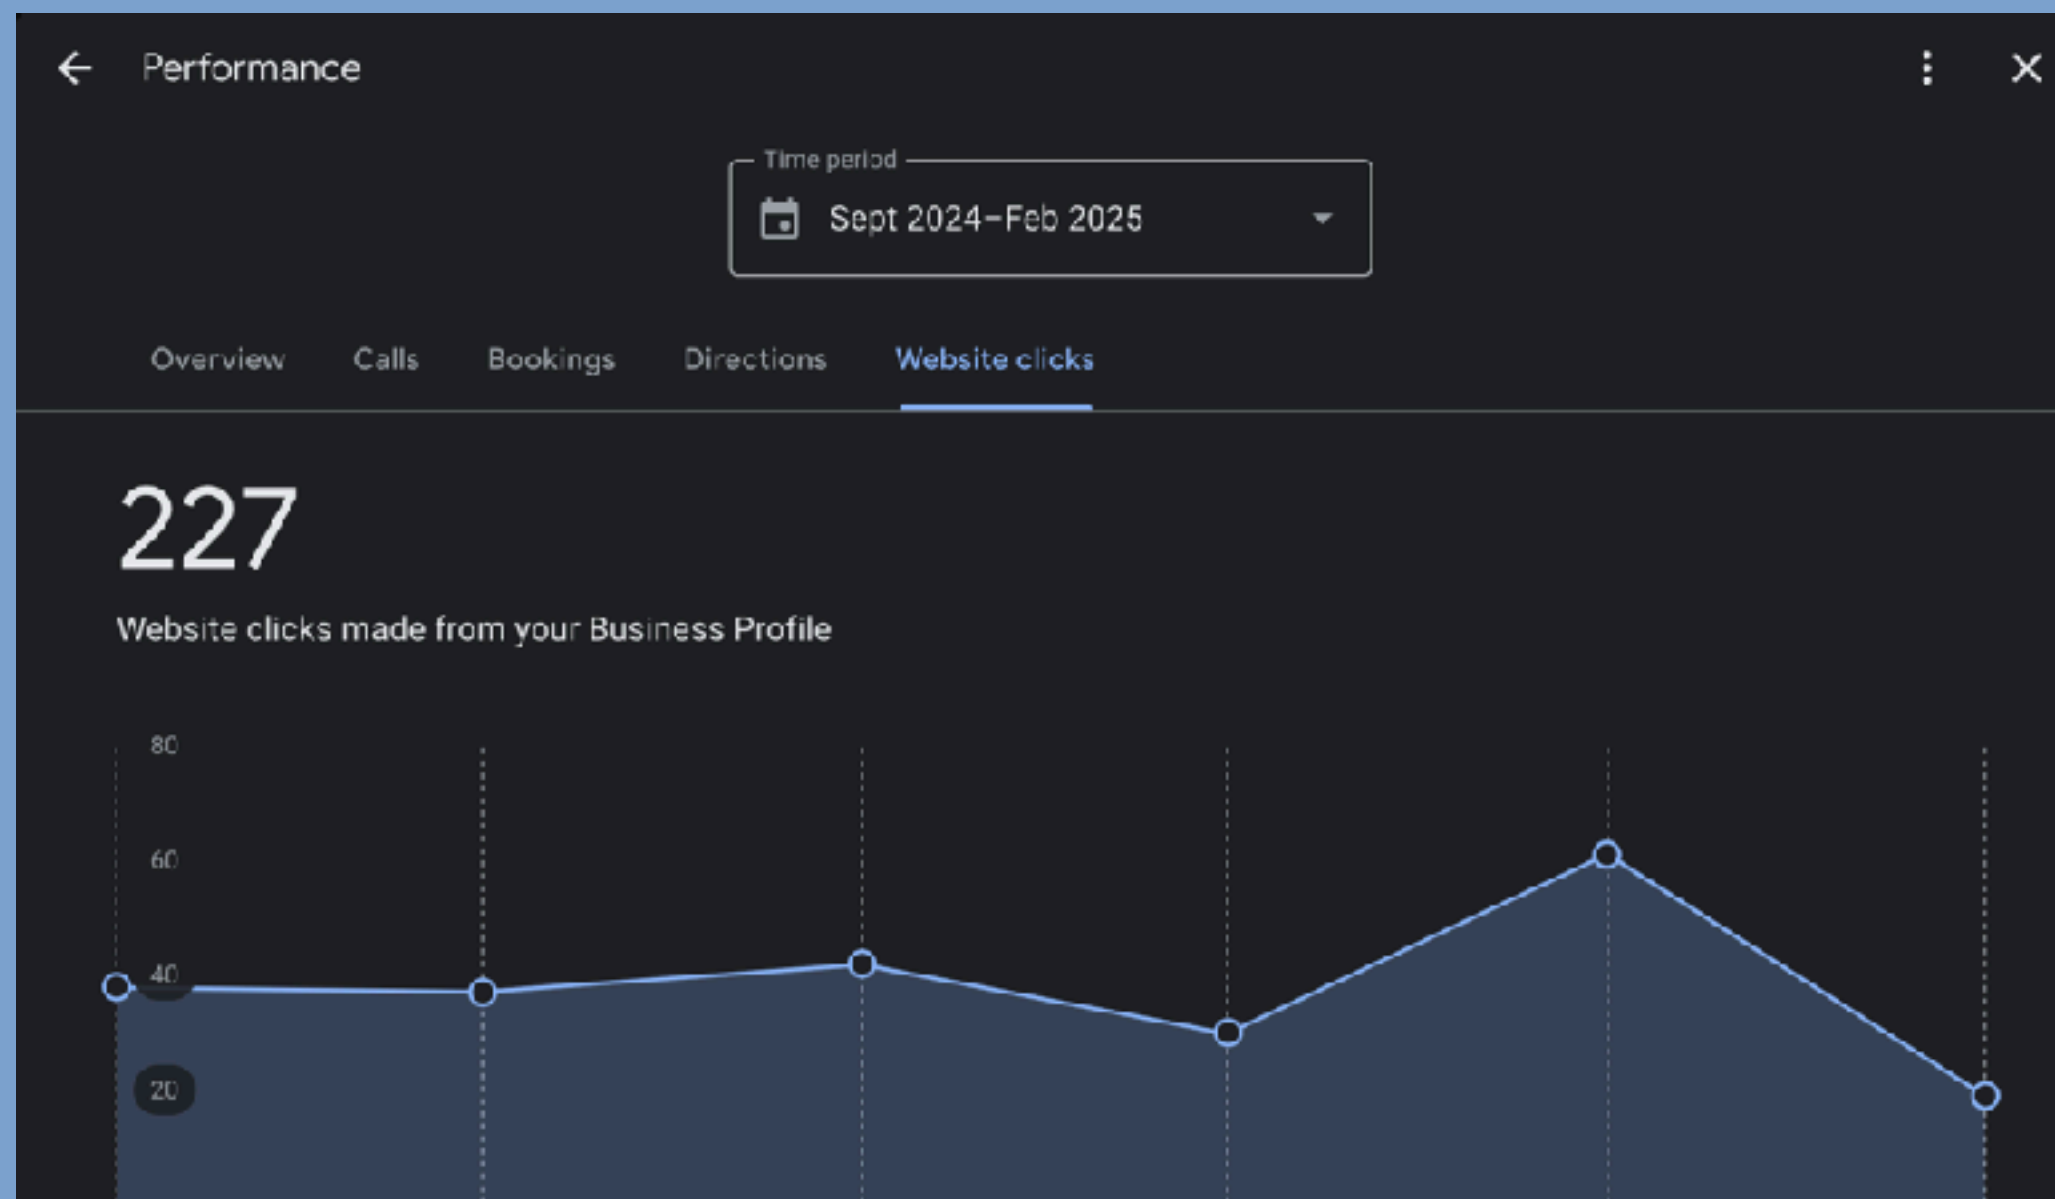 Performance
Time period
Sept 2024–Feb 2025
Overview Calls Bookings Directions Website clicks
227
Website clicks made from your Business Profile
80
60
40
20